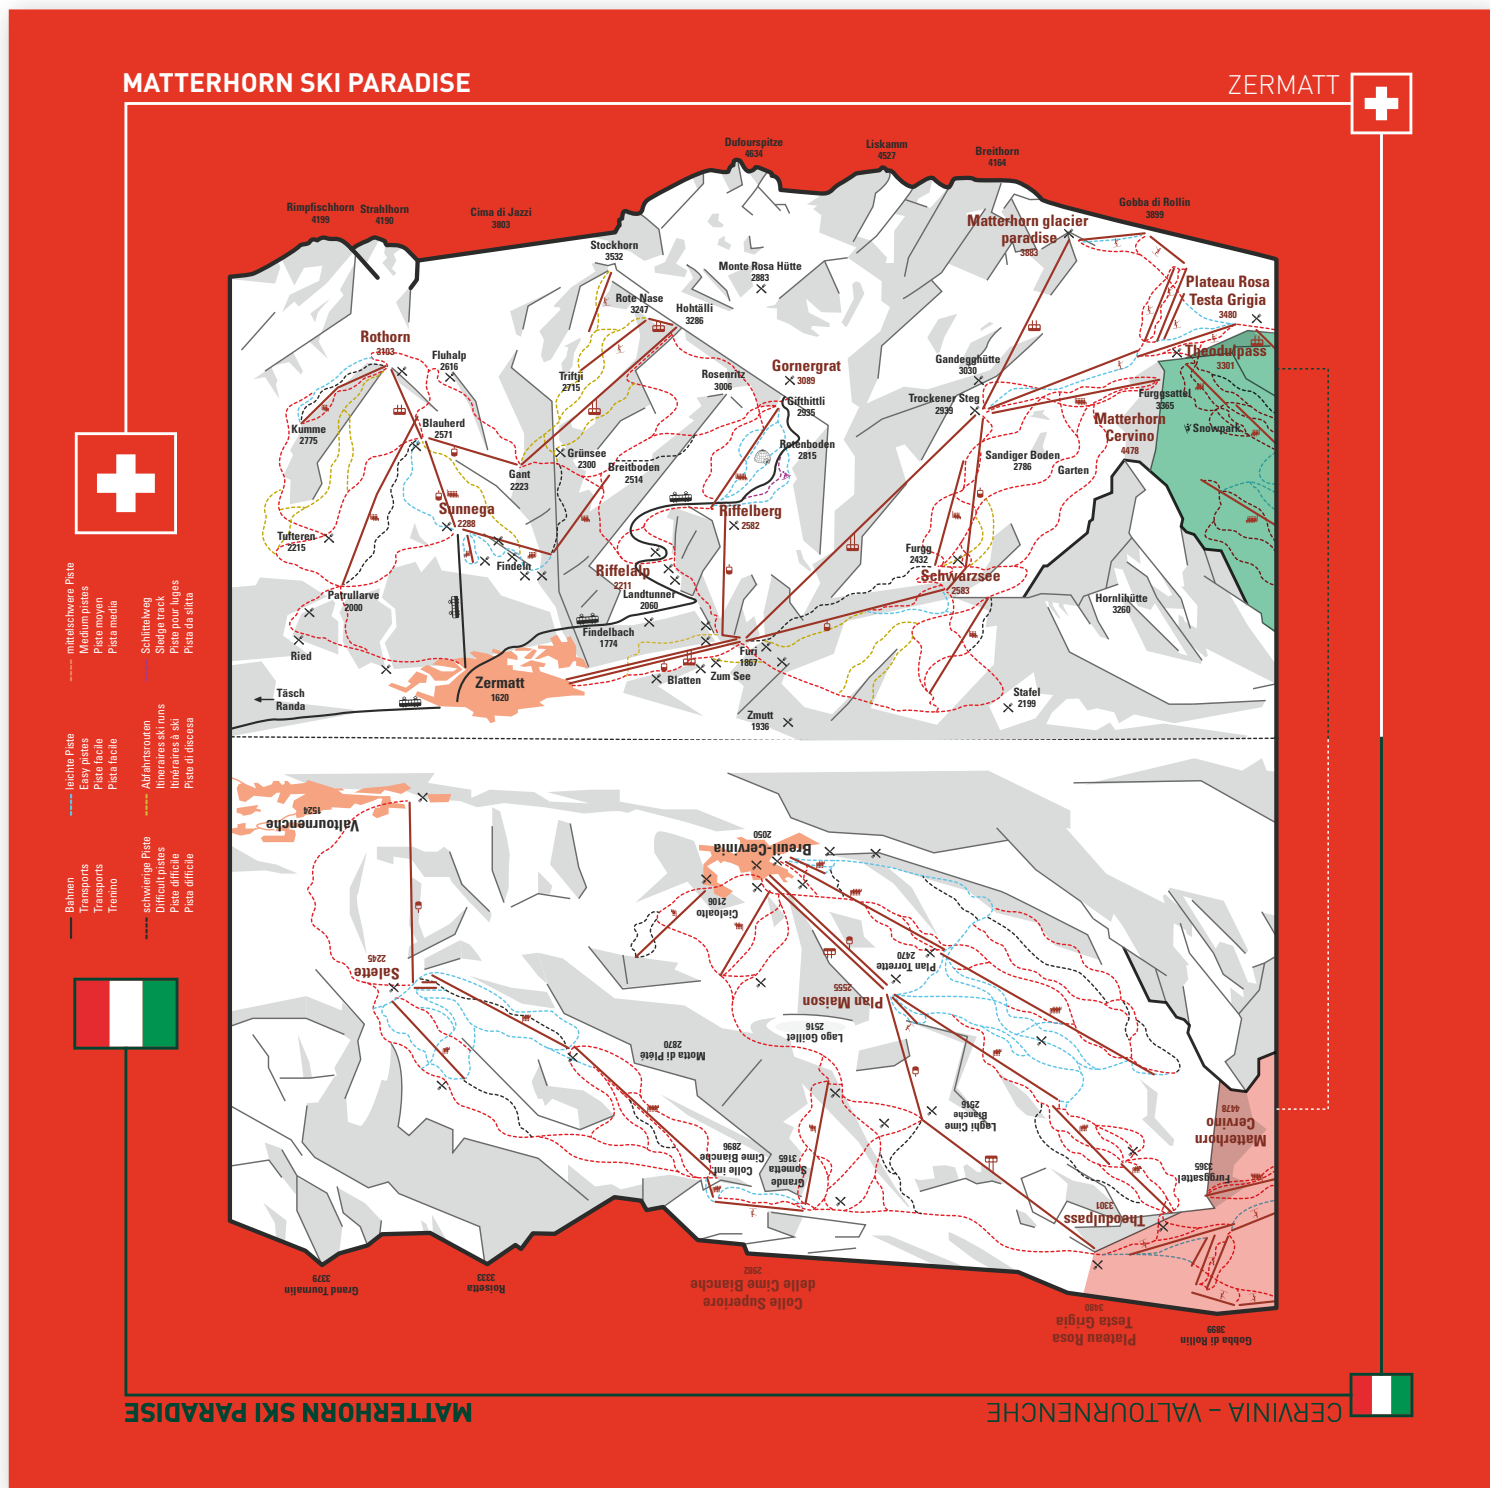 MATTERHORN SKI PARADISE
ZERMATT
Dufourspitze
4634
Liskamm
4527
Breithorn
4164
Rimpfischhorn
4199
Strahlhorn
4190
Cima di Jazzi
3803
Gobba di Rollin
3899
Matterhorn glacier
paradise
3883
Stockhorn
3532
Monte Rosa Hütte
2883
Plateau Rosa
Testa Grigia
3480
Rote Nase
3247
Hohtälli
3286
Rothorn
3103
Fluhalp
2616
Triftji
2715
Rosenritz
3006
Gornergrat
3089
Gandegghütte
3030
Theodulpass
3301
Gifthittli
2935
Trockener Steg
2939
Furggsattel
3365
Kumme
2775
Blauherd
2571
Matterhorn
Cervino
4478
Snowpark
Rotenboden
2815
Grünsee
2300
Gant
2223
Breitboden
2514
Sandiger Boden
2786
Garten
Sunnega
2288
Riffelberg
2582
Tufteren
2215
Findeln
Furgg
2432
Riffelalp
2211
Schwarzsee
2583
Patrullarve
2000
Landtunnel
2060
Hornlihütte
3260
Findelbach
1774
Ried
Furi
1867
Zermatt
1620
Blatten
Zum See
Täsch
Randa
Stafel
2199
Zmutt
1936
mittelschwere Piste
Medium pistes
Piste moyen
Pista media
Schlittelweg
Sledge track
Piste pour luges
Pista da slitta
leichte Piste
Easy pistes
Piste facile
Pista facile
Abfahrtsrouten
Itineraires ski runs
Itinéraires à ski
Piste di discesa
Bahnen
Transports
Transports
Trenino
schwierige Piste
Difficult pistes
Piste difficile
Pista difficile
Valtournenche
1524
Breuil-Cervinia
2050
Cieloalto
2106
Salette
2245
Plan Torrette
2470
Plan Maison
2555
Lago Goillet
2516
Motta di Pleté
2870
Laghi Cime
Bianche
2516
Matterhorn
Cervino
4478
Colle inf.
Cime Bianche
2896
Grande
Sometta
3165
Furggsattel
3365
Theodulpass
3301
Grand Tournalin
3379
Roisetta
3333
Colle Superiore
delle Cime Bianche
2982
Plateau Rosa
Testa Grigia
3480
Gobba di Rollin
3899
MATTERHORN SKI PARADISE
CERVINIA – VALTOURNENCHE